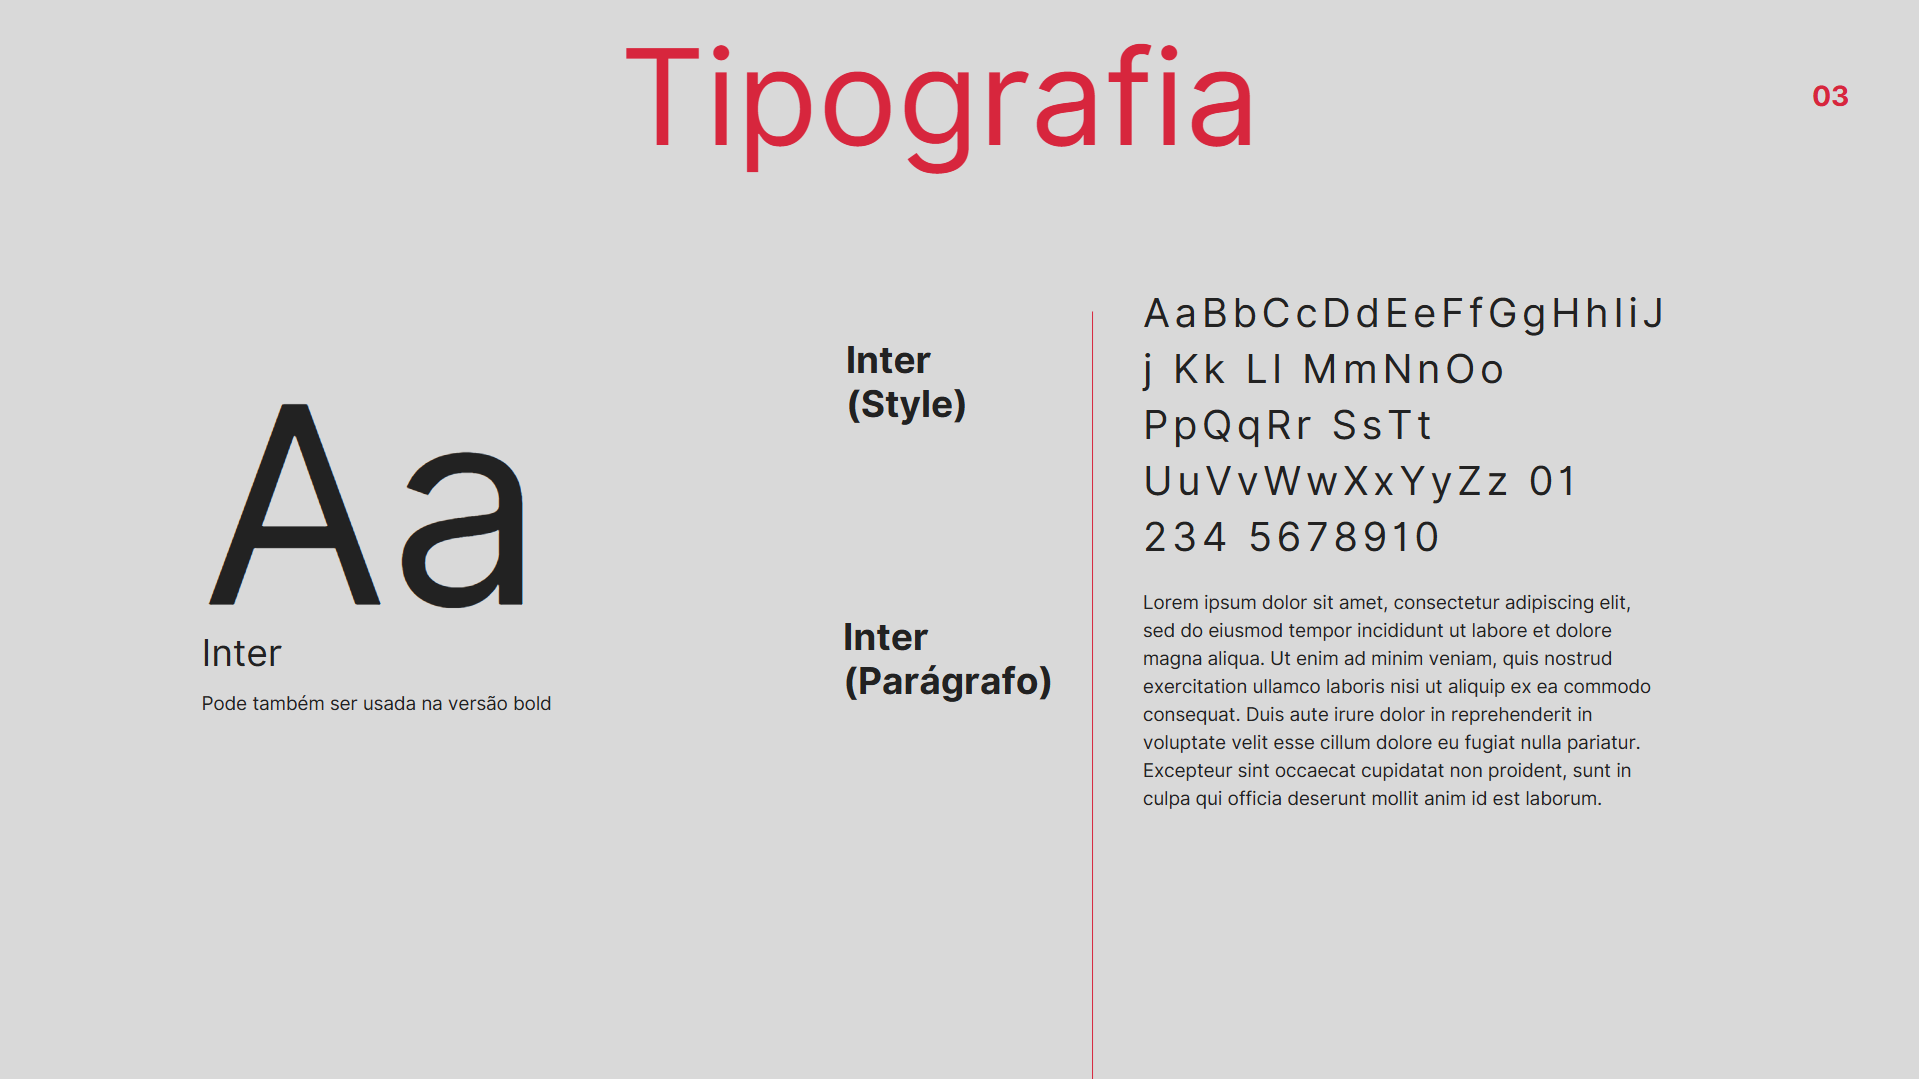 Tipografia
03
Aa
Inter
Pode também ser usada na versão bold
Inter
(Style)
AaBbCcDdEeFfGgHhIiJ
j Kk Ll MmNnOo
PpQqRr SsTt
UuVvWwXxYyZz 01
234 5678910
Inter
(Parágrafo)
Lorem ipsum dolor sit amet, consectetur adipiscing elit,
sed do eiusmod tempor incididunt ut labore et dolore
magna aliqua. Ut enim ad minim veniam, quis nostrud
exercitation ullamco laboris nisi ut aliquip ex ea commodo
consequat. Duis aute irure dolor in reprehenderit in
voluptate velit esse cillum dolore eu fugiat nulla pariatur.
Excepteur sint occaecat cupidatat non proident, sunt in
culpa qui officia deserunt mollit anim id est laborum.